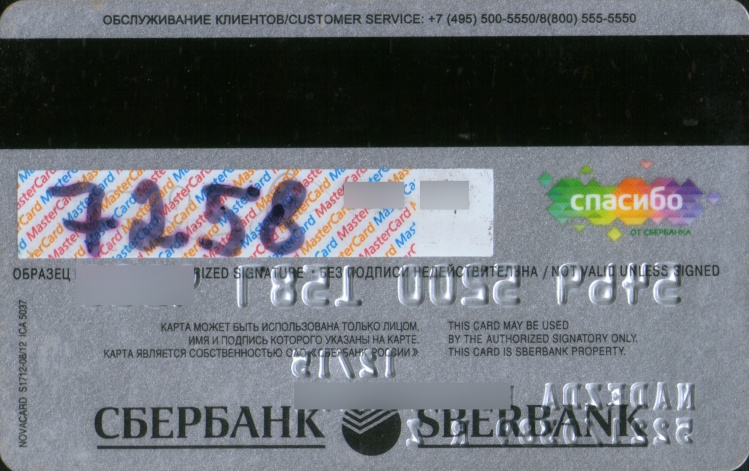 ОБСЛУЖИВАНИЕ КЛИЕНТОВ/CUSTOMER SERVICE: +7 (495) 500-5550/8(800) 555-5550
7258
спасибо
ОТ СБЕРБАНКА
ОБРАЗЕЦ SIGNATURE · БЕЗ ПОДПИСИ НЕДЕЙСТВИТЕЛЬНА / NOT VALID UNLESS SIGNED
КАРТА МОЖЕТ БЫТЬ ИСПОЛЬЗОВАНА ТОЛЬКО ЛИЦОМ,
ИМЯ И ПОДПИСЬ КОТОРОГО УКАЗАНЫ НА КАРТЕ.
КАРТА ЯВЛЯЕТСЯ СОБСТВЕННОСТЬЮ ОАО «СБЕРБАНК РОССИИ»
THIS CARD MAY BE USED
BY THE AUTHORIZED SIGNATORY ONLY.
THIS CARD IS SBERBANK PROPERTY.
СБЕРБАНК SBERBANK
NOVACARD S1712-08/12 ICA 5037